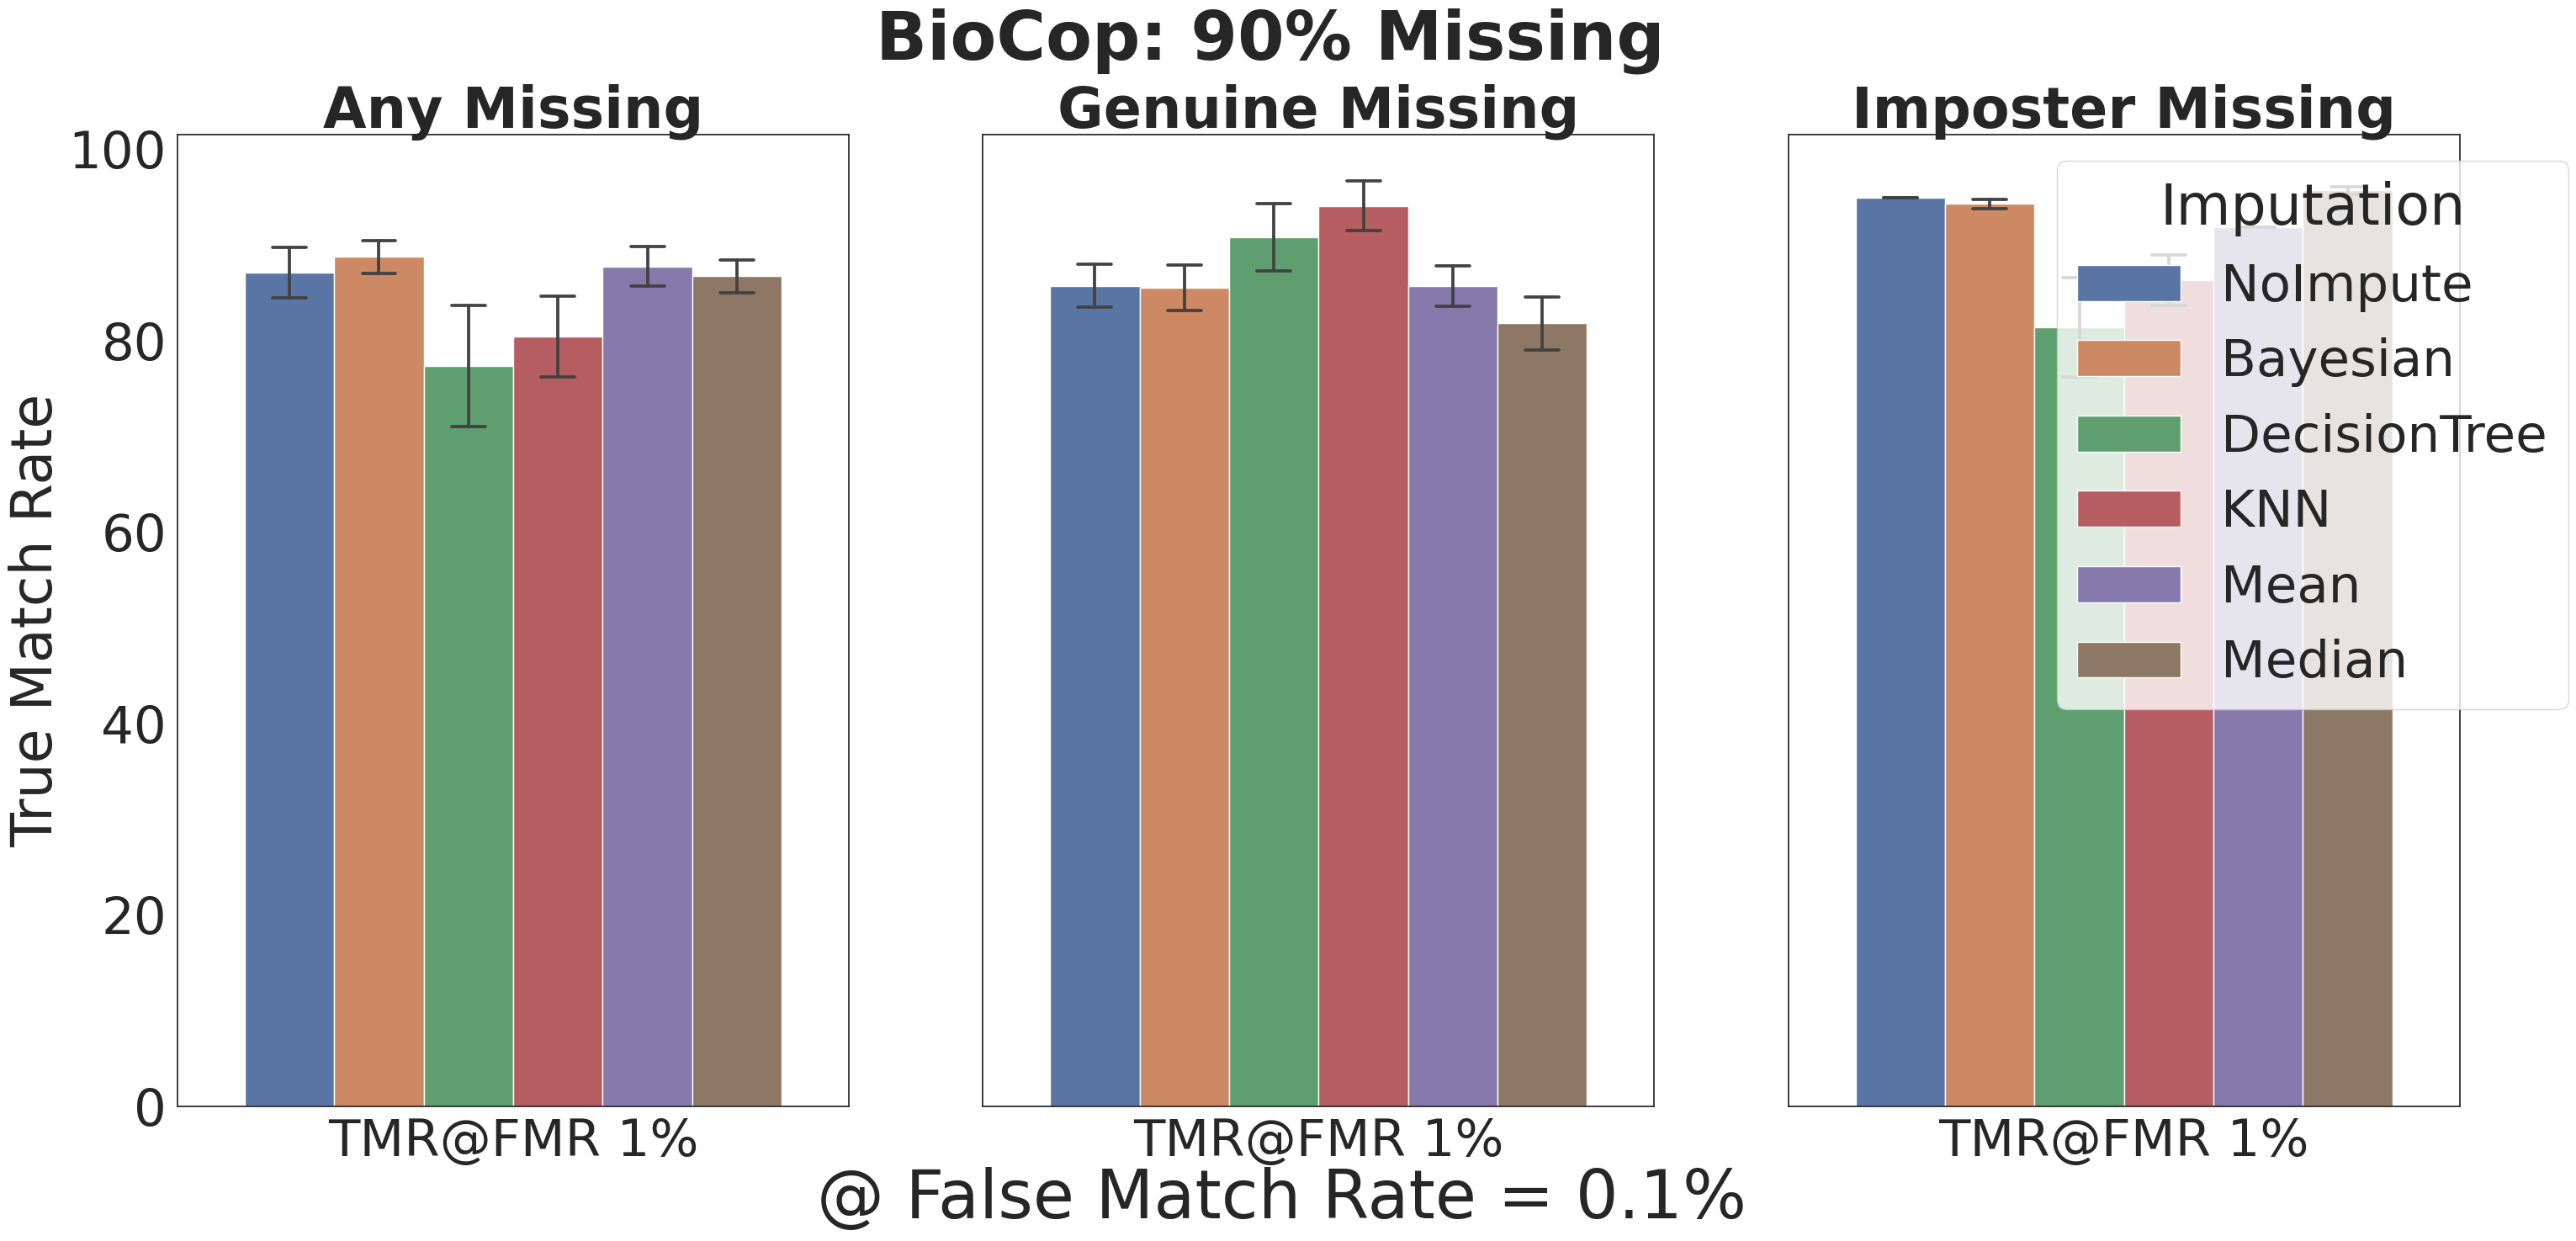 BioCop: 90% Missing
Any Missing
Genuine Missing
Imposter Missing
True Match Rate
100
80
60
40
20
0
Imputation
NoImpute
Bayesian
DecisionTree
KNN
Mean
Median
TMR@FMR 1%
TMR@FMR 1%
TMR@FMR 1%
@ False Match Rate = 0.1%